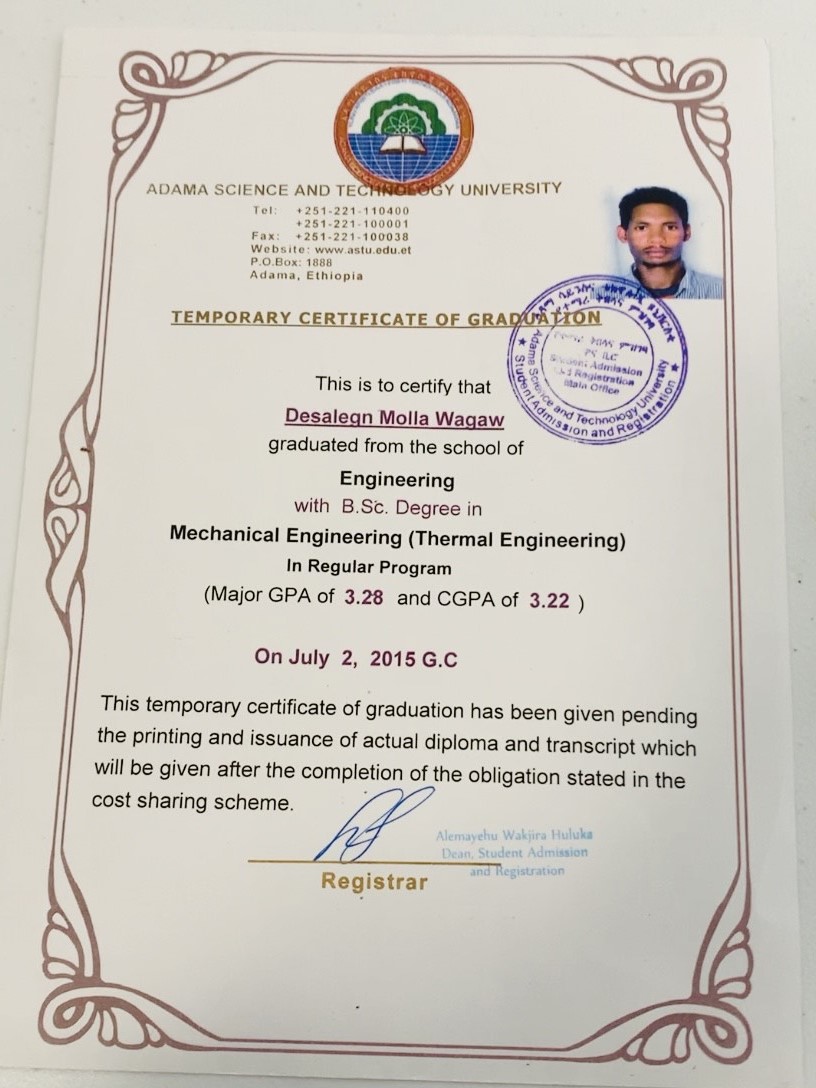 ADAMA SCIENCE AND TECHNOLOGY UNIVERSITY
Tel: +251-221-110400
+251-221-100001
Fax: +251-221-100038
Website: www.astu.edu.et
P.O.Box: 1888
Adama, Ethiopia
TEMPORARY CERTIFICATE OF GRADUATION
Student Admission
Registration
Main Office
Adama Science and Technology University
Student Admission and Registration
This is to certify that
Desalegn Molla Wagaw
graduated from the school of
Engineering
with B.Sc. Degree in
Mechanical Engineering (Thermal Engineering)
In Regular Program
(Major GPA of 3.28 and CGPA of 3.22 )
On July 2, 2015 G.C
This temporary certificate of graduation has been given pending
the printing and issuance of actual diploma and transcript which
will be given after the completion of the obligation stated in the
cost sharing scheme.
Alemayehu Wakjira Huluka
Dean, Student Admission
and Registration
Registrar